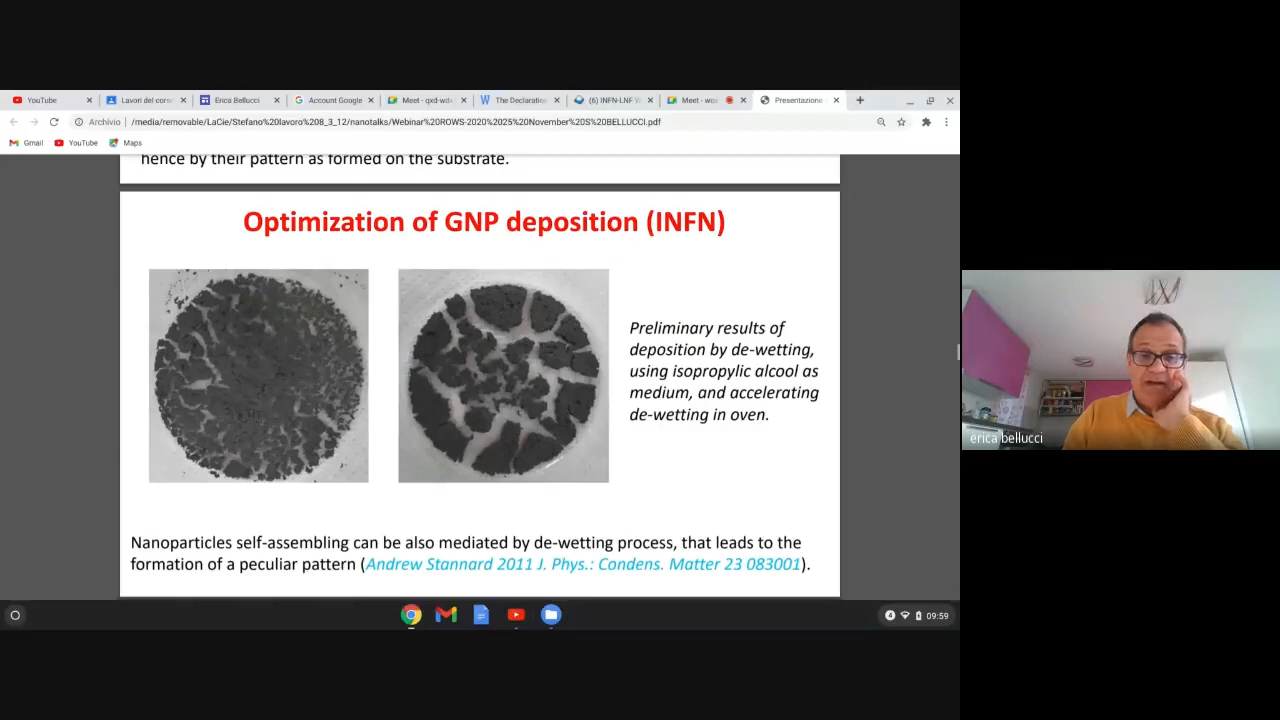 YouTube
Lavori del cors
Erica Bellucci
Account Google
Meet - qxd-wd
The Declaration
(6) INFN-LNF W
Meet - wo
Presentazione
Archivio
/media/removable/LaCie/Stefano%20lavoro%208_3_12/nanotalks/Webinar%20ROWS-2020%2025%20November%20S%20BELLUCCI.pdf
Gmail
YouTube
Maps
hence by their pattern as formed on the substrate.
Optimization of GNP deposition (INFN)
Preliminary results of
deposition by de-wetting,
using isopropylic alcool as
medium, and accelerating
de-wetting in oven.
Nanoparticles self-assembling can be also mediated by de-wetting process, that leads to the
formation of a peculiar pattern (Andrew Stannard 2011 J. Phys.: Condens. Matter 23 083001).
erica bellucci
4
09:59